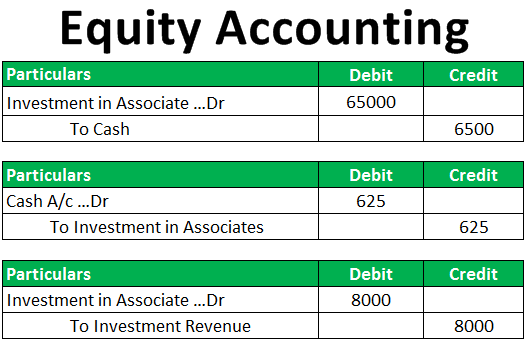 Equity Accounting
Particulars Debit Credit
Investment in Associate ...Dr 65000
To Cash 6500
Particulars Debit Credit
Cash A/c ...Dr 625
To Investment in Associates 625
Particulars Debit Credit
Investment in Associate ...Dr 8000
To Investment Revenue 8000